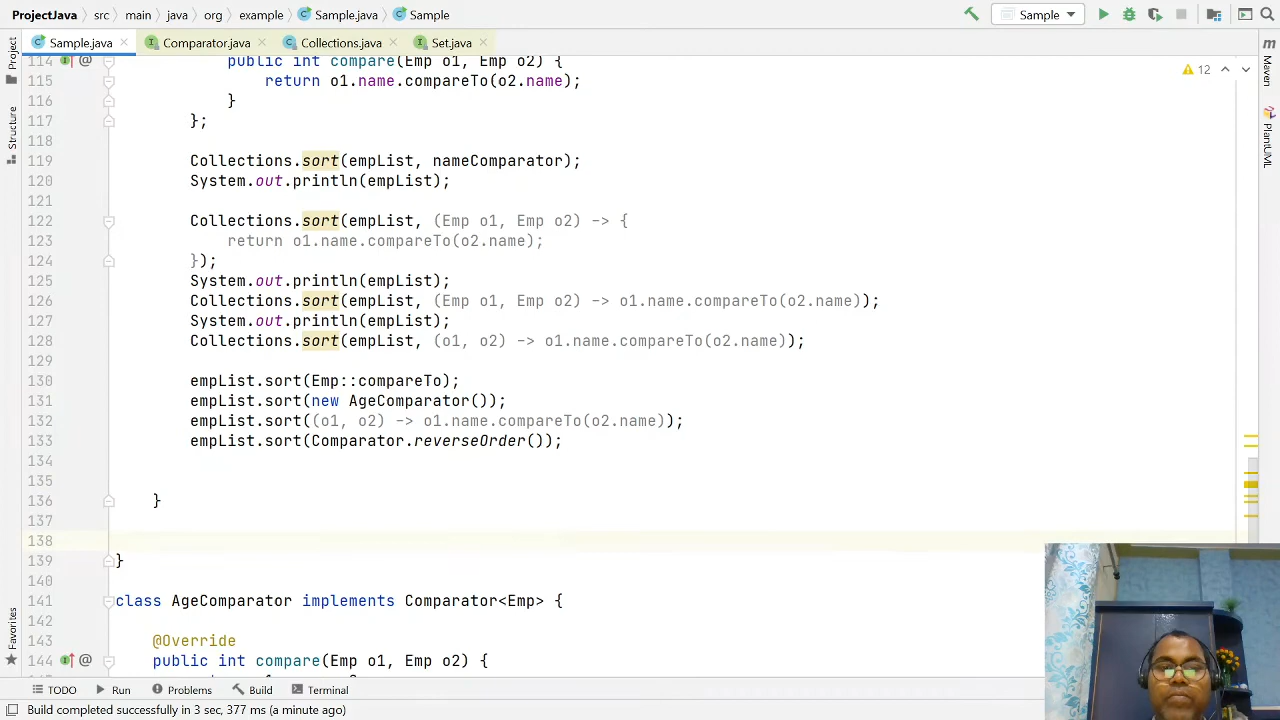 ProjectJava › src › main › java › org › example › Sample.java › Sample
Sample
Sample.java
Comparator.java
Collections.java
Set.java
Project
Structure
Favorites
m
Maven
PlantUML
12
114 public int compare(Emp o1, Emp o2) {
115 return o1.name.compareTo(o2.name);
116 }
117 };
118
119 Collections.sort(empList, nameComparator);
120 System.out.println(empList);
121
122 Collections.sort(empList, (Emp o1, Emp o2) -> {
123 return o1.name.compareTo(o2.name);
124 });
125 System.out.println(empList);
126 Collections.sort(empList, (Emp o1, Emp o2) -> o1.name.compareTo(o2.name));
127 System.out.println(empList);
128 Collections.sort(empList, (o1, o2) -> o1.name.compareTo(o2.name));
129
130 empList.sort(Emp::compareTo);
131 empList.sort(new AgeComparator());
132 empList.sort((o1, o2) -> o1.name.compareTo(o2.name));
133 empList.sort(Comparator.reverseOrder());
134
135
136 }
137
138
139 }
140
141 class AgeComparator implements Comparator<Emp> {
142
143 @Override
144 public int compare(Emp o1, Emp o2) {
TODO Run Problems Build Terminal
Build completed successfully in 3 sec, 377 ms (a minute ago)